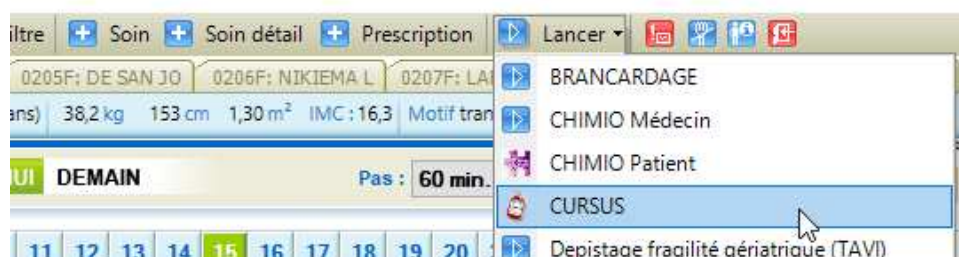 iltre Soin Soin détail Prescription Lancer
0205F: DE SAN JO 0206F: NIKIEMA L 0207F: LA
ans) 38,2 kg 153 cm 1,30 m² IMC : 16,3 Motif tran
UI DEMAIN Pas : 60 min.
11 12 13 14 15 16 17 18 19 20
BRANCARDAGE
CHIMIO Médecin
CHIMIO Patient
CURSUS
Depistage fragilité gériatrique (TAVI)